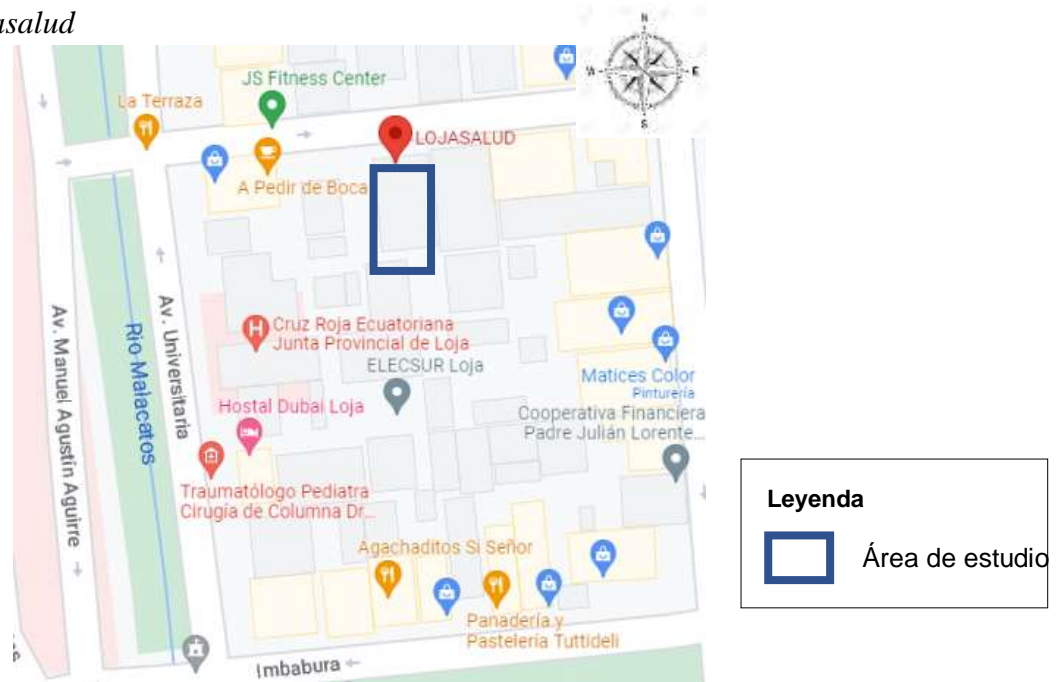 salud
N
E
S
JS Fitness Center
La Terraza
LOJASALUD
A Pedir de Boca
Av. Manuel Agustín Aguirre
Rio Malacatos
Av. Universitaria
H
Cruz Roja Ecuatoriana
Junta Provincial de Loja
ELECSUR Loja
Matices Color
Pinturería
Hostal Dubai Loja
Cooperativa Financiera
Padre Julián Lorente...
Traumatólogo Pediatra
Cirugía de Columna Dr...
Agachaditos Si Señor
Panadería y
Pastelería Tuttideli
Imbabura
Leyenda
Área de estudio